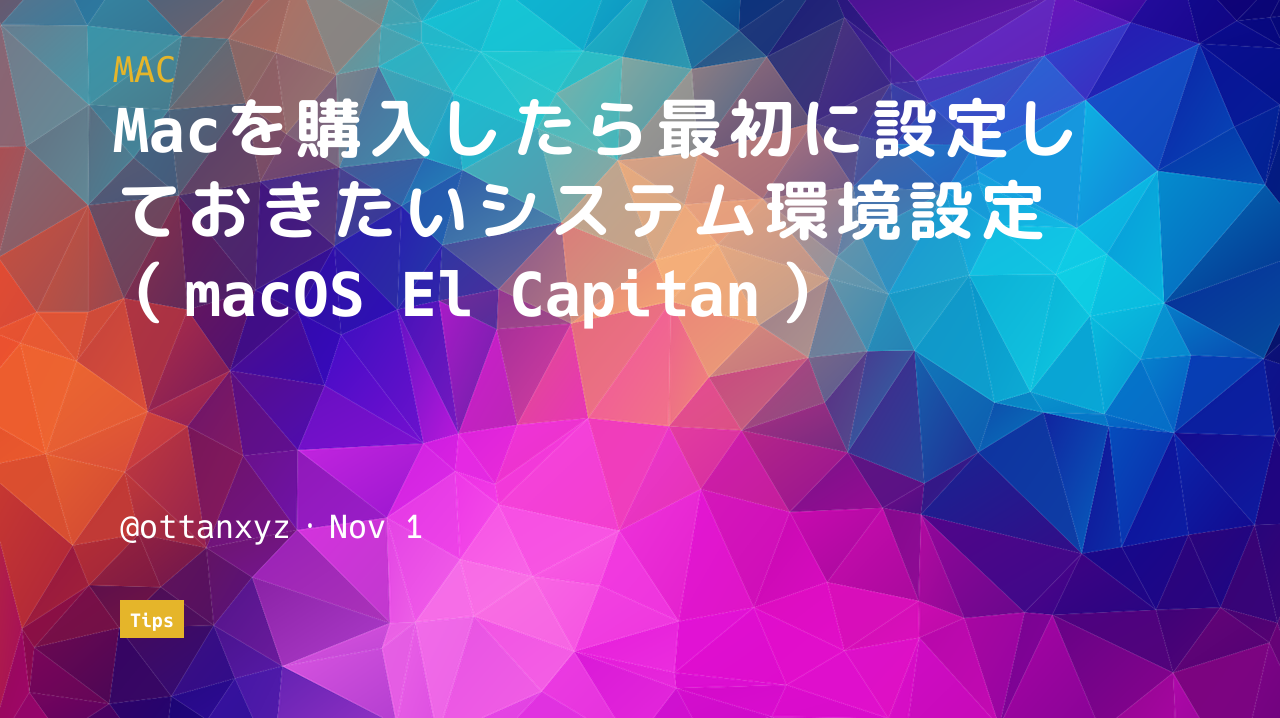 MAC
Macを購入したら最初に設定し
ておきたいシステム環境設定
（macOS El Capitan）
@ottanxyz・Nov 1
Tips